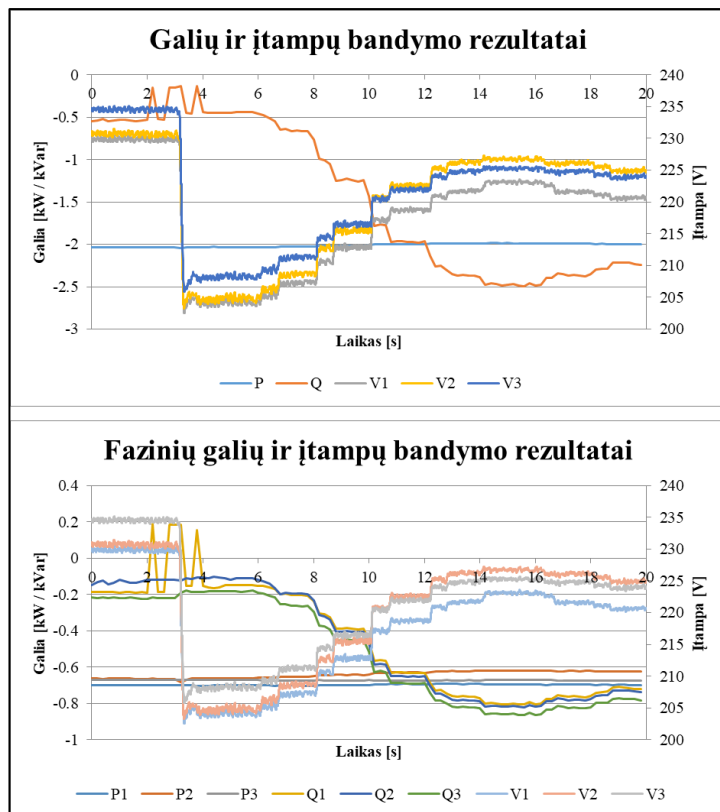 Galių ir įtampų bandymo rezultatai
0
-0.5
-1
-1.5
-2
-2.5
-3
Galia [kW / kVar]
0 2 4 6 8 10 12 14 16 18 20
240
235
230
225
220
215
210
205
200
Įtampa [V]
Laikas [s]
P Q V1 V2 V3
Fazinių galių ir įtampų bandymo rezultatai
0.4
0.2
0
-0.2
-0.4
-0.6
-0.8
-1
Galia [kW / kVar]
0 2 4 6 8 10 12 14 16 18 20
240
235
230
225
220
215
210
205
200
Įtampa [V]
Laikas [s]
P1 P2 P3 Q1 Q2 Q3 V1 V2 V3